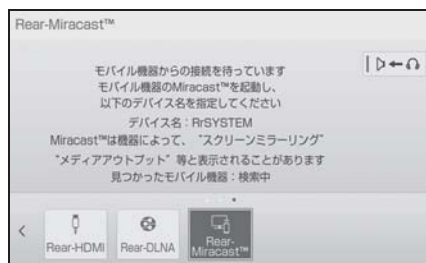 Rear-Miracast™
モバイル機器からの接続を待っています
モバイル機器のMiracast™を起動し、
以下のデバイス名を指定してください
デバイス名：RrSYSTEM
Miracast™は機器によって、“スクリーンミラーリング”
“メディアアウトプット”等と表示されることがあります
見つかったモバイル機器：検索中
Rear-HDMI
Rear-DLNA
Rear-
Miracast™